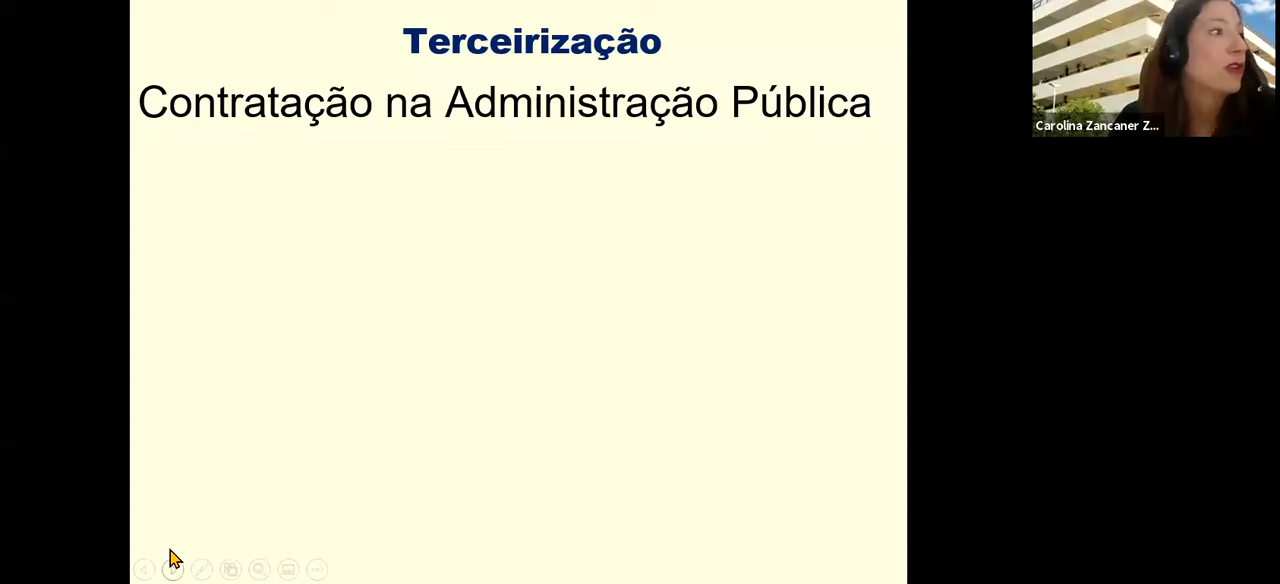 Terceirização
Contratação na Administração Pública
Carolina Zancaner Z...